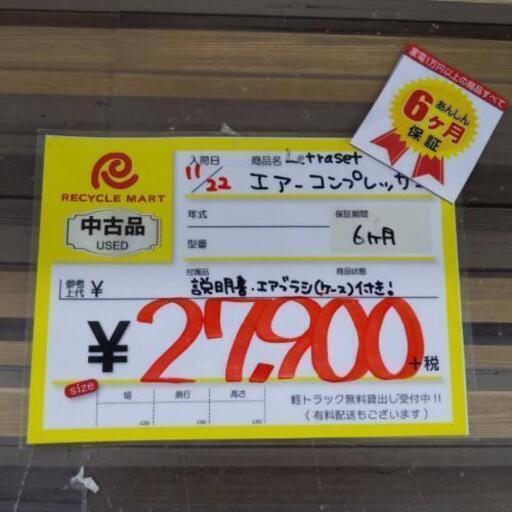 家電1万円以上の商品すべて
あんしん
6ヶ月
保証
RECYCLE MART
中古品
USED
入荷日
11/22
商品名 Letraset
エアーコンプレッサー
年式
型番
保証期間
6ヶ月
参考
上代 ¥
付属品
商品状態
説明書・エアブラシ(ケース)付き!
¥27,900
+税
size
幅
奥行
高さ
cm
cm
cm
軽トラック無料貸出し受付中!!
(有料配送もございます)